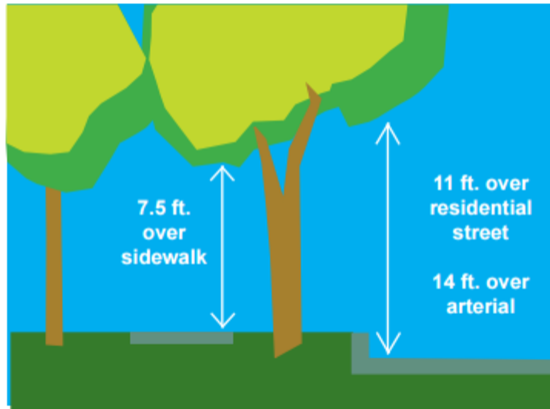 7.5 ft.
over
sidewalk
11 ft. over
residential
street
14 ft. over
arterial